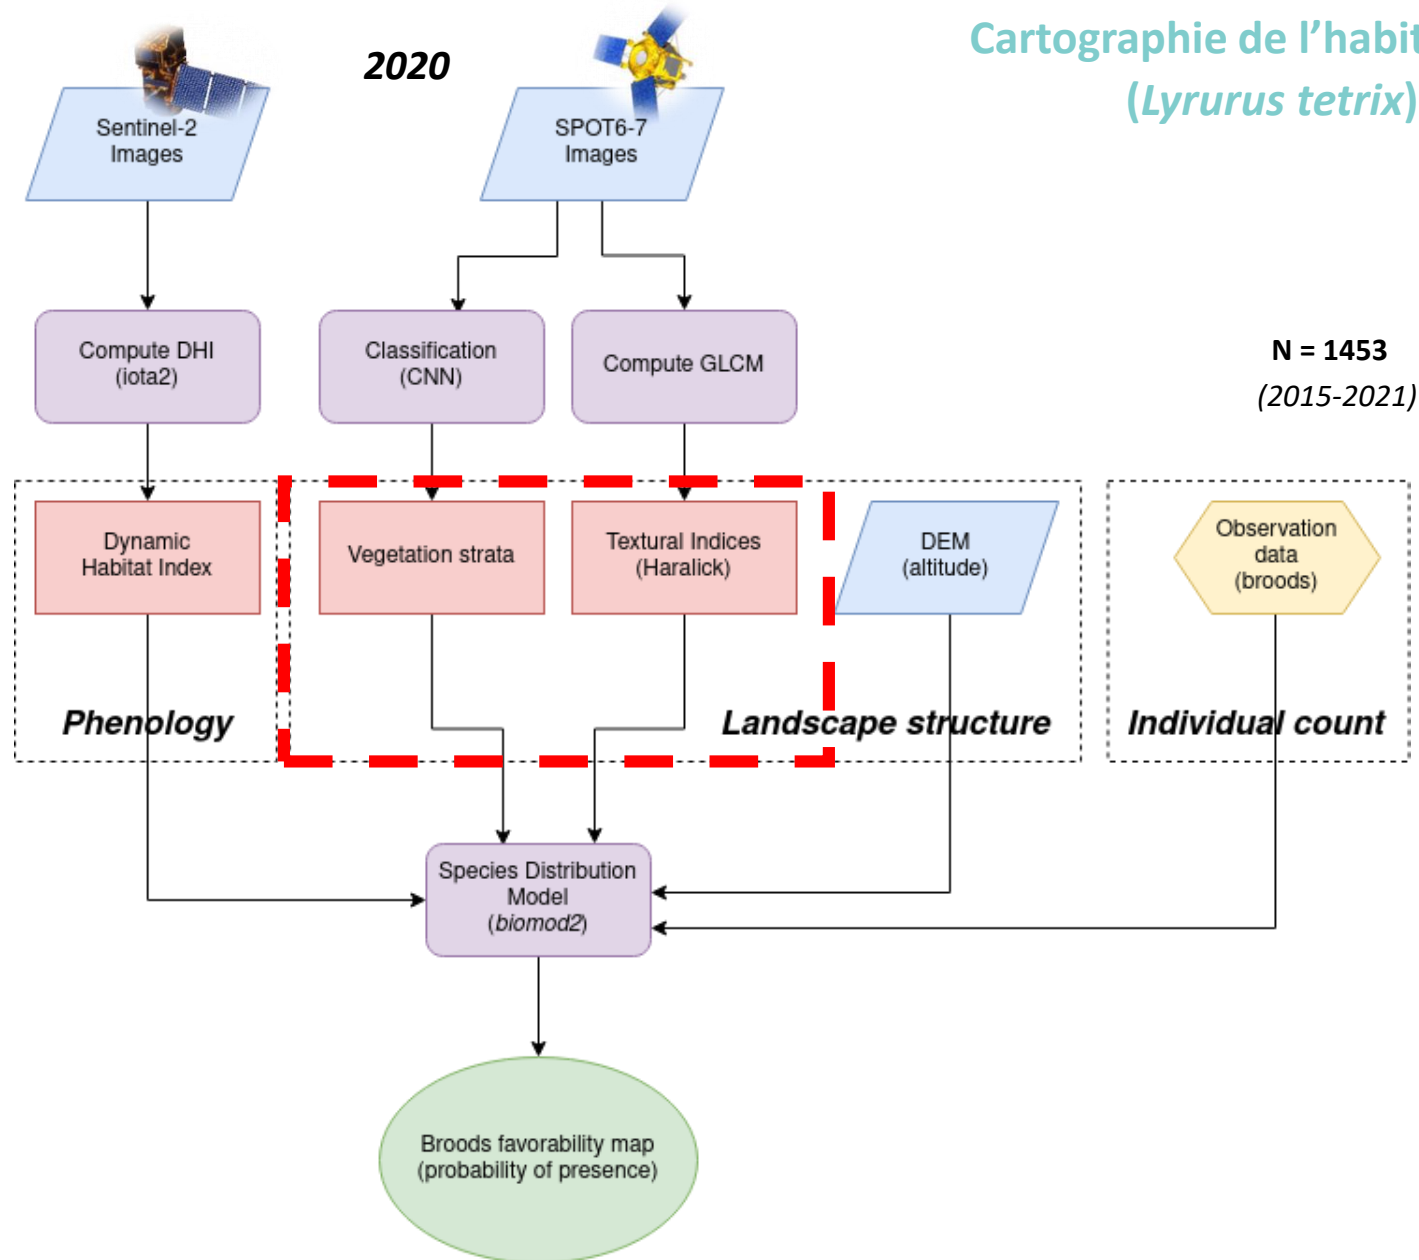 Cartographie de l'habit
(Lyrurus tetrix)
2020
Sentinel-2
Images
SPOT6-7
Images
Compute DHI
(iota2)
Classification
(CNN)
Compute GLCM
N = 1453
(2015-2021)
Dynamic
Habitat Index
Vegetation strata
Textural Indices
(Haralick)
DEM
(altitude)
Observation
data
(broods)
Phenology
Landscape structure
Individual count
Species Distribution
Model
(biomod2)
Broods favorability map
(probability of presence)